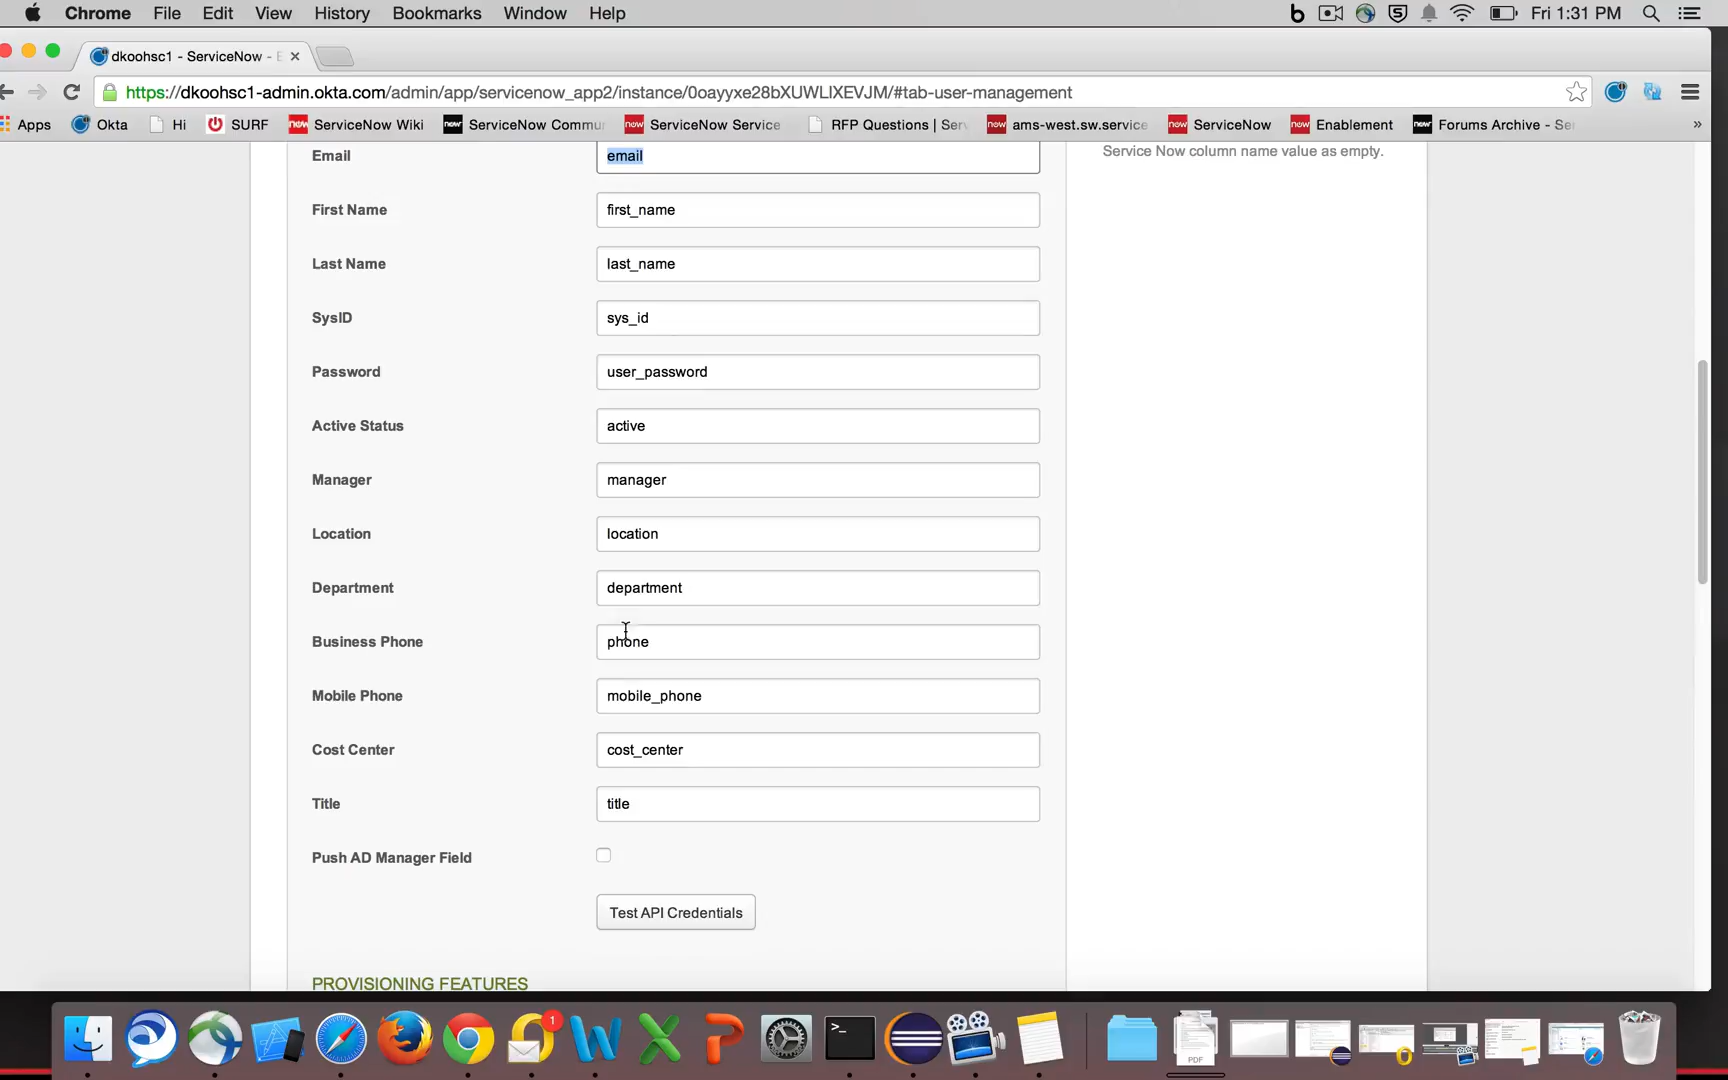 Chrome File Edit View History Bookmarks Window Help
b S Fri 1:31 PM
dkoohsc1 - ServiceNow - E
https://dkoohsc1-admin.okta.com/admin/app/servicenow_app2/instance/0oayyxe28bXUWLIXEVJM/#tab-user-management
Apps Okta Hi SURF ServiceNow Wiki ServiceNow Commu ServiceNow Service RFP Questions | Serv ams-west.sw.service ServiceNow Enablement Forums Archive - Se »
Email email Service Now column name value as empty.
First Name first_name
Last Name last_name
SysID sys_id
Password user_password
Active Status active
Manager manager
Location location
Department department
Business Phone phone
Mobile Phone mobile_phone
Cost Center cost_center
Title title
Push AD Manager Field
Test API Credentials
PROVISIONING FEATURES
1
>_
PDF